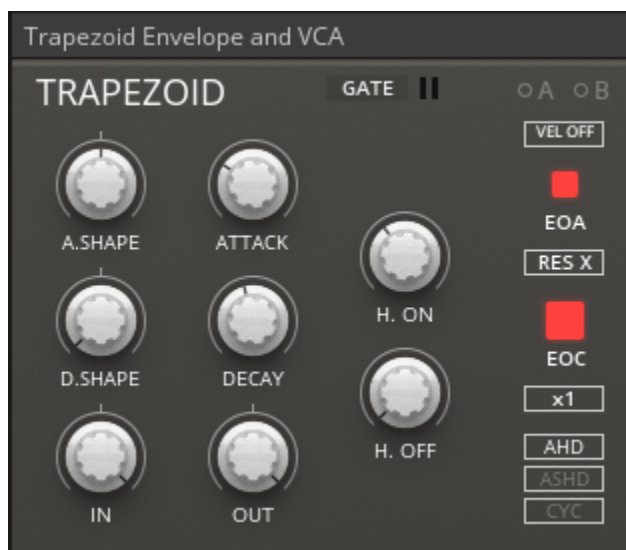 Trapezoid Envelope and VCA
TRAPEZOID
GATE
A B
VEL OFF
A.SHAPE
ATTACK
EOA
RES X
H. ON
D.SHAPE
DECAY
EOC
x1
H. OFF
AHD
ASHD
CYC
IN
OUT